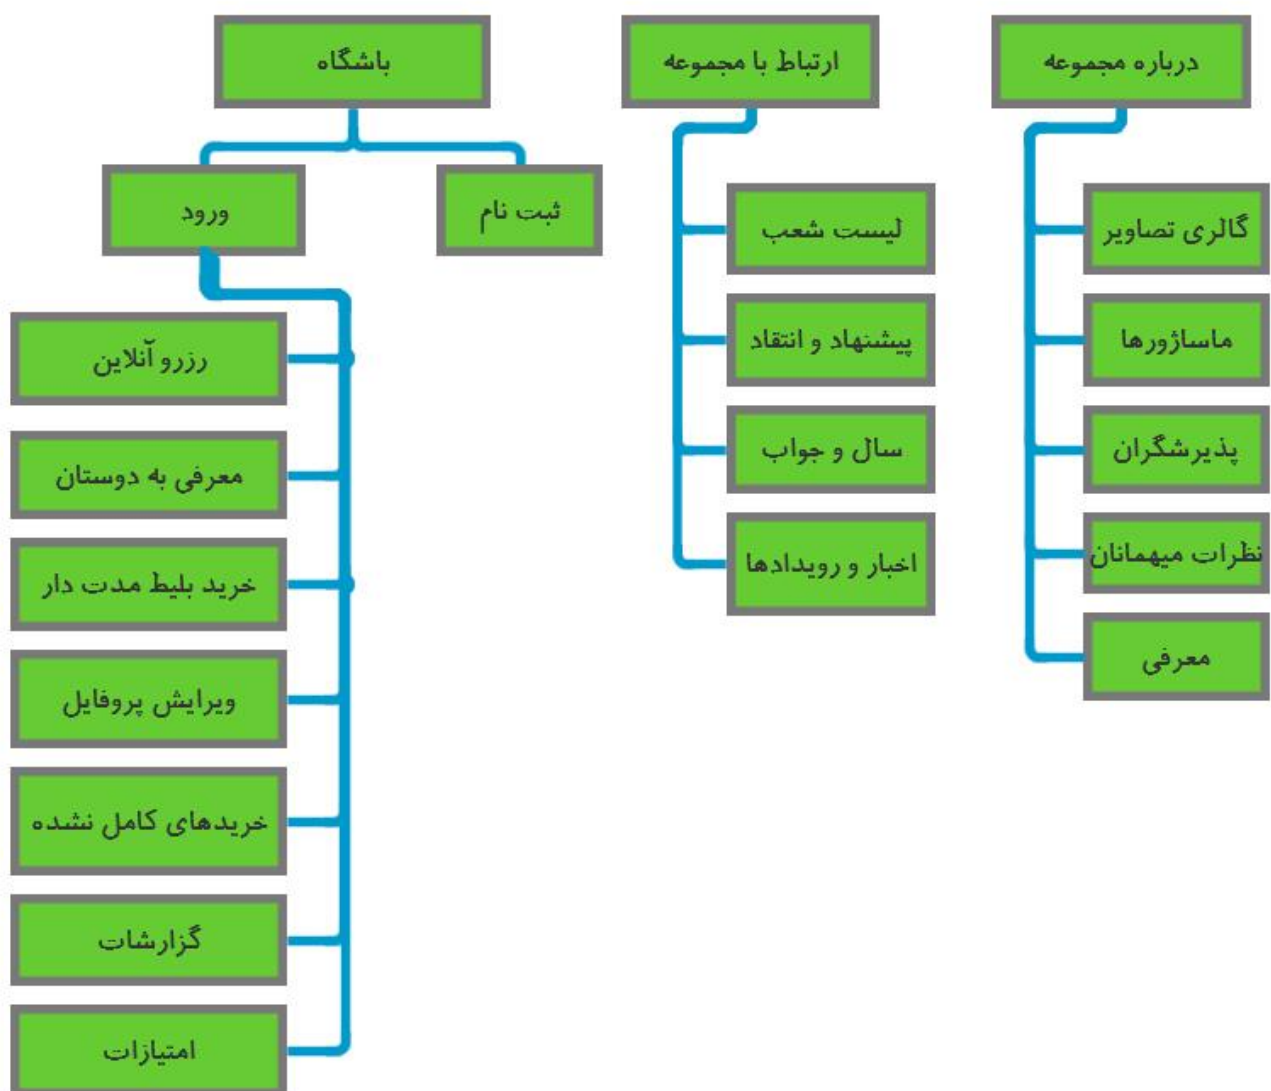 درباره مجموعه
گالری تصاویر
ماساژورها
پذیرشگران
نظرات میهمانان
معرفی
ارتباط با مجموعه
لیست شعب
پیشنهاد و انتقاد
سال و جواب
اخبار و رویدادها
باشگاه
ثبت نام
ورود
رزرو آنلاین
معرفی به دوستان
خرید بلیط مدت دار
ویرایش پروفایل
خریدهای کامل نشده
گزارشات
امتیازات